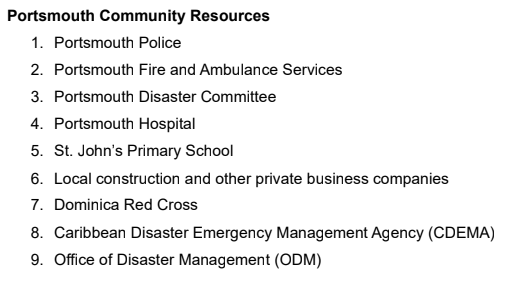 Portsmouth Community Resources
1. Portsmouth Police
2. Portsmouth Fire and Ambulance Services
3. Portsmouth Disaster Committee
4. Portsmouth Hospital
5. St. John’s Primary School
6. Local construction and other private business companies
7. Dominica Red Cross
8. Caribbean Disaster Emergency Management Agency (CDEMA)
9. Office of Disaster Management (ODM)